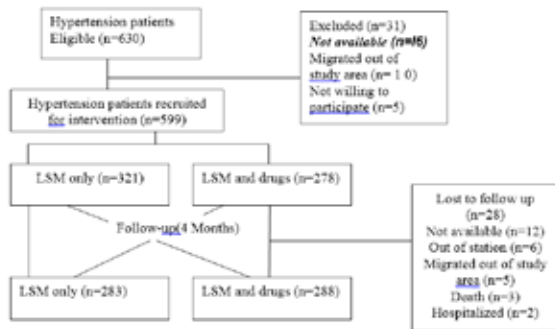 Hypertension patients
Eligible (n=630)
Excluded (n=31)
Not available (n=16)
Migrated out of
study area (n= 1 0)
Not willing to
participate (n=5)
Hypertension patients recruited
for intervention (n=599)
LSM only (n=321)
LSM and drugs (n=278)
Follow-up(4 Months)
LSM only (n=283)
LSM and drugs (n=288)
Lost to follow up
(n=28)
Not available (n=12)
Out of station (n=6)
Migrated out of study
area (n=5)
Death (n=3)
Hospitalized (n=2)